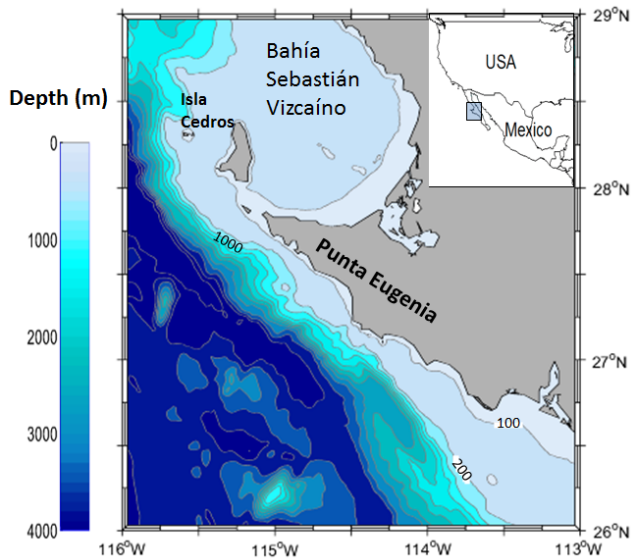 Depth (m)
0
1000
2000
3000
4000
Bahía
Sebastián
Vizcaíno
Isla
Cedros
1000
Punta Eugenia
100
200
USA
Mexico
29°N
28°N
27°N
26°N
116°W
115°W
114°W
113°W